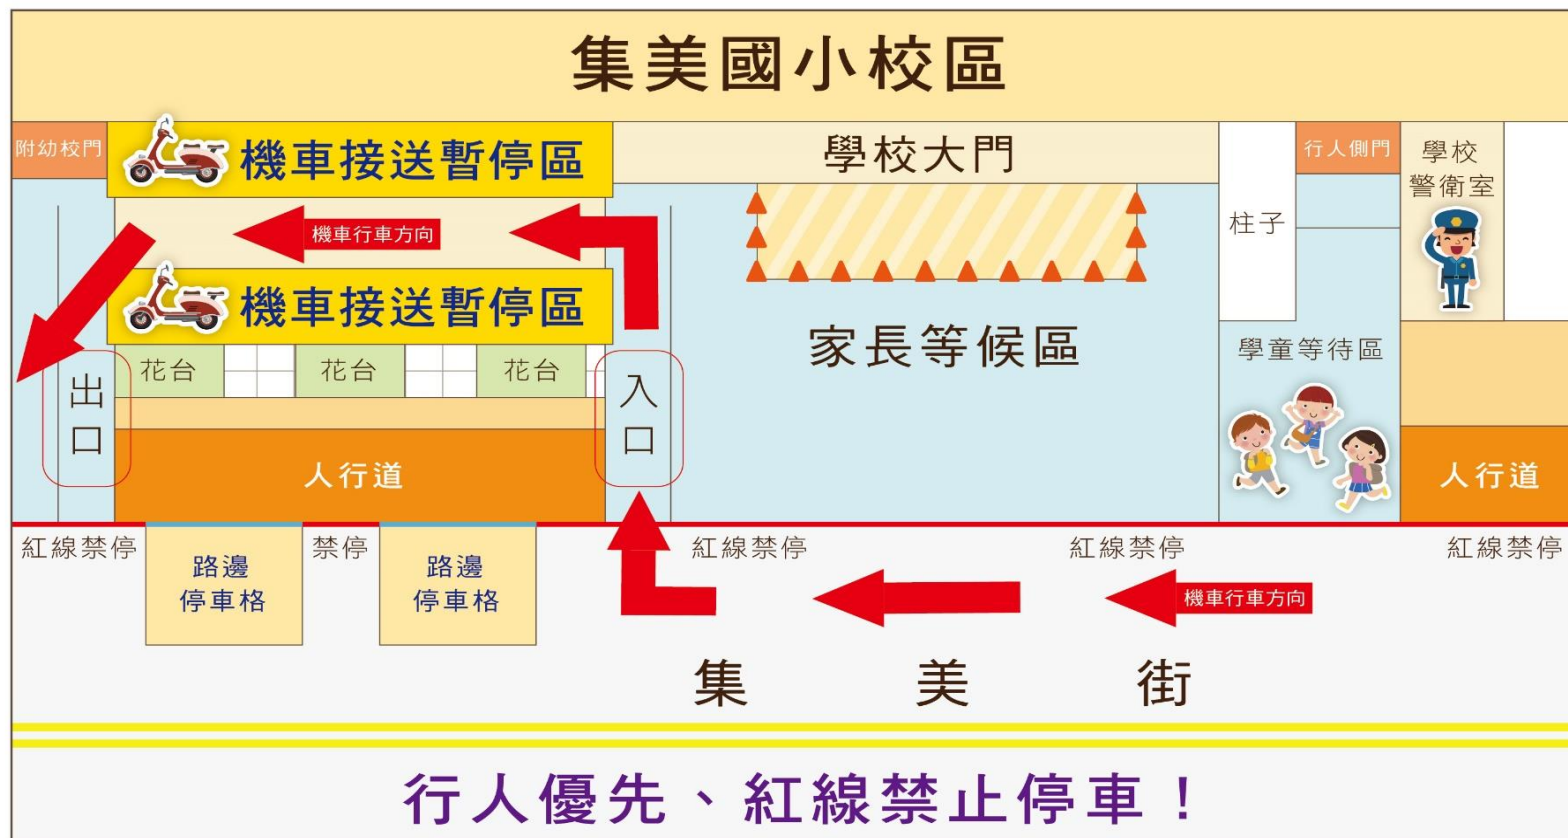 集美國小校區
附幼校門
機車接送暫停區
學校大門
行人側門
學校
警衛室
機車行車方向
柱子
機車接送暫停區
家長等候區
學童等待區
花台
花台
花台
出口
入口
人行道
人行道
紅線禁停
路邊
停車格
禁停
路邊
停車格
紅線禁停
紅線禁停
紅線禁停
機車行車方向
集美街
行人優先、紅線禁止停車！